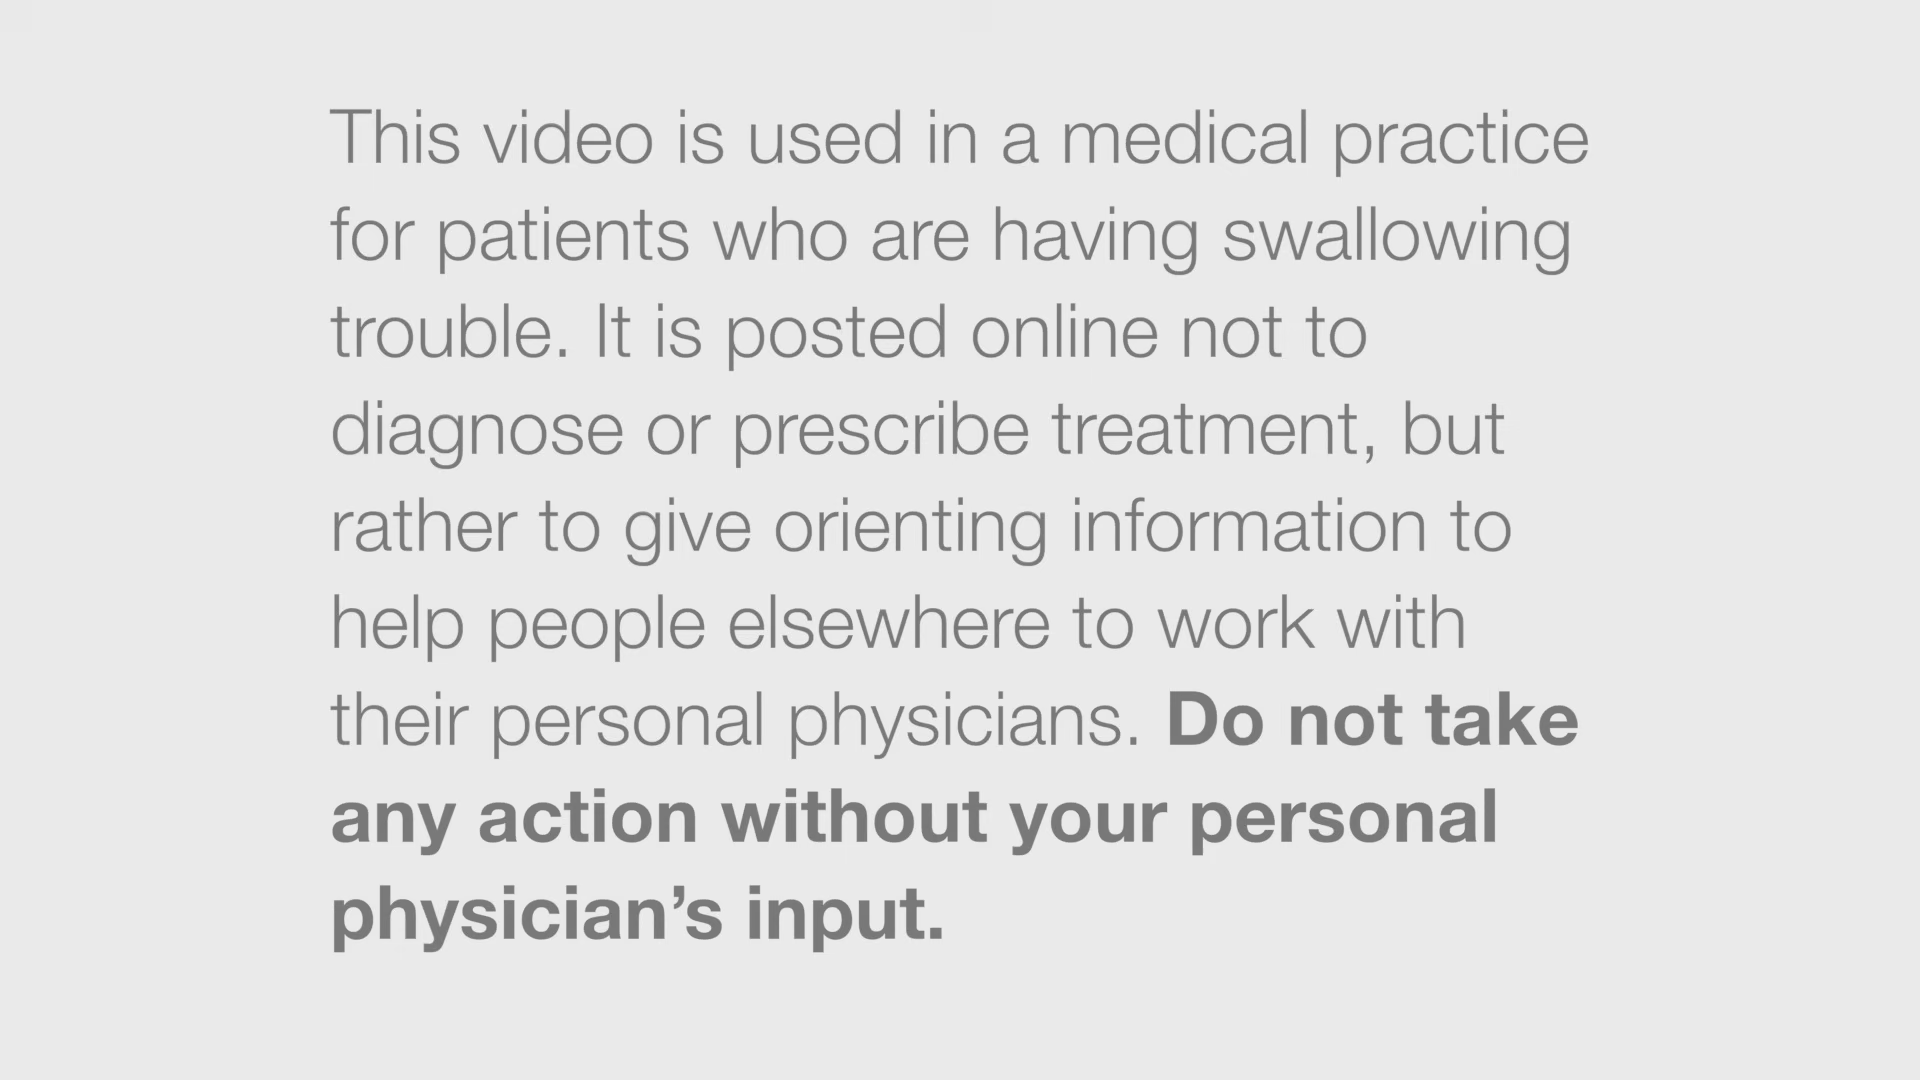 This video is used in a medical practice
for patients who are having swallowing
trouble. It is posted online not to
diagnose or prescribe treatment, but
rather to give orienting information to
help people elsewhere to work with
their personal physicians. Do not take
any action without your personal
physician’s input.